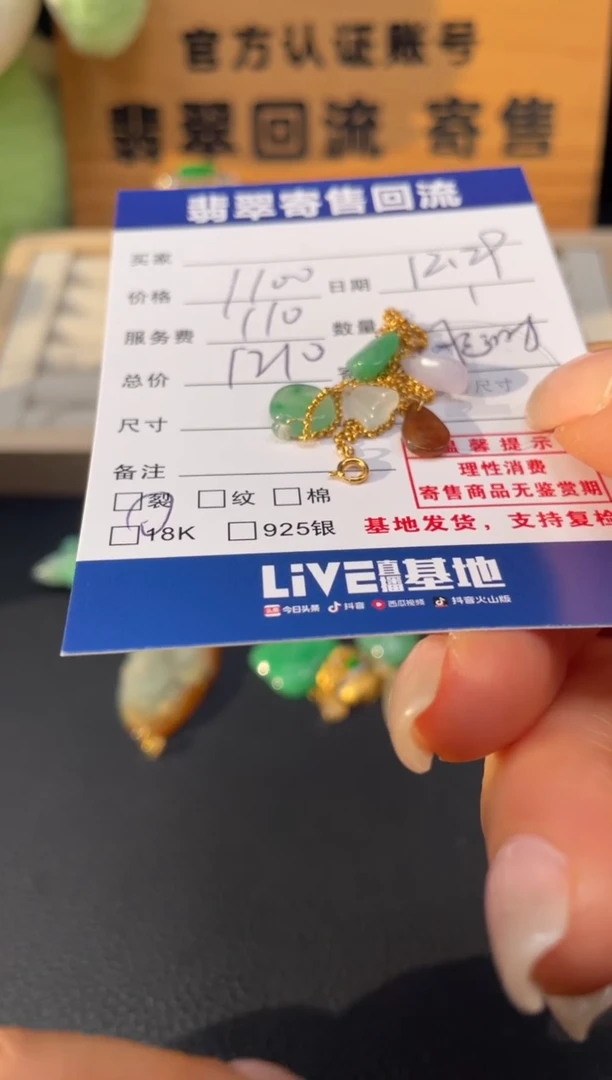 官方认证账号
翡翠回流 寄售
翡翠寄售回流
买家
价格 1100 日期 12.29
服务费 110 数量 1
总价 1210
尺寸 尺寸
备注
裂 纹 棉
18K 925银
温馨提示
理性消费
寄售商品无鉴赏期
基地发货，支持复检
LiVE直播基地
今日头条 抖音 西瓜视频 抖音火山版